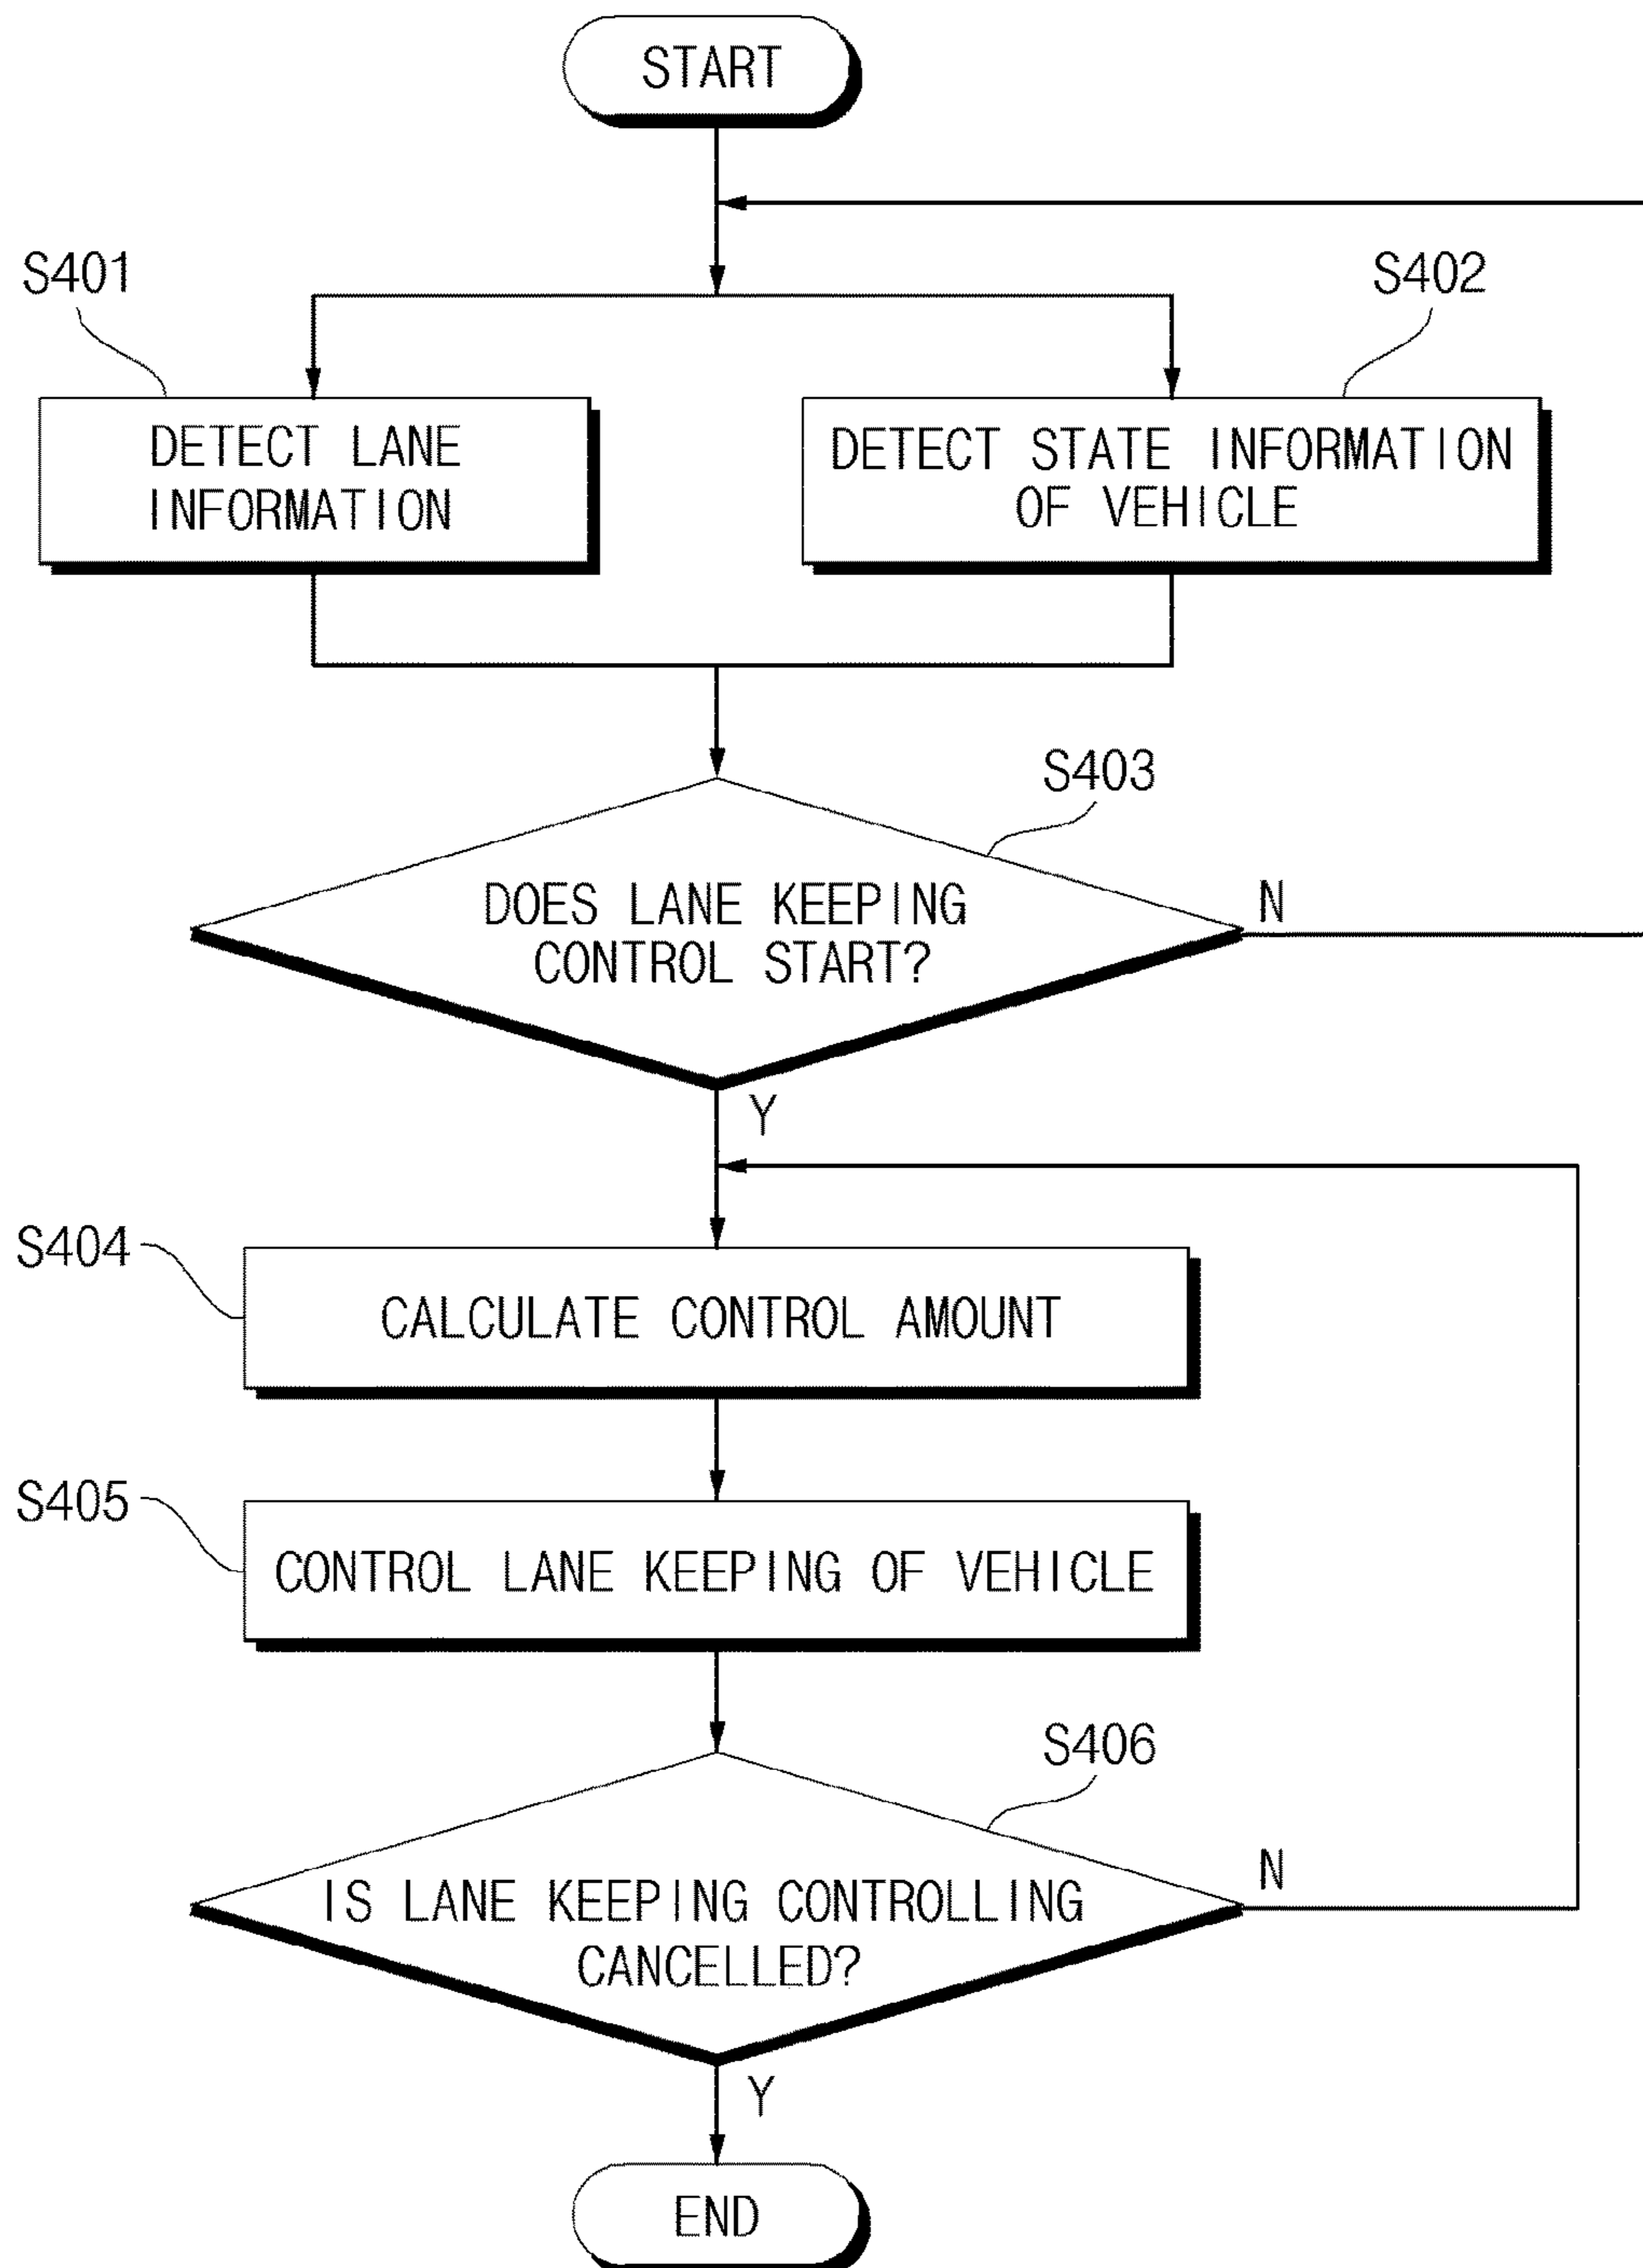 START
S401
S402
DETECT LANE
INFORMATION
DETECT STATE INFORMATION
OF VEHICLE
S403
DOES LANE KEEPING
CONTROL START?
N
Y
S404
CALCULATE CONTROL AMOUNT
S405
CONTROL LANE KEEPING OF VEHICLE
S406
IS LANE KEEPING CONTROLLING
CANCELLED?
N
Y
END